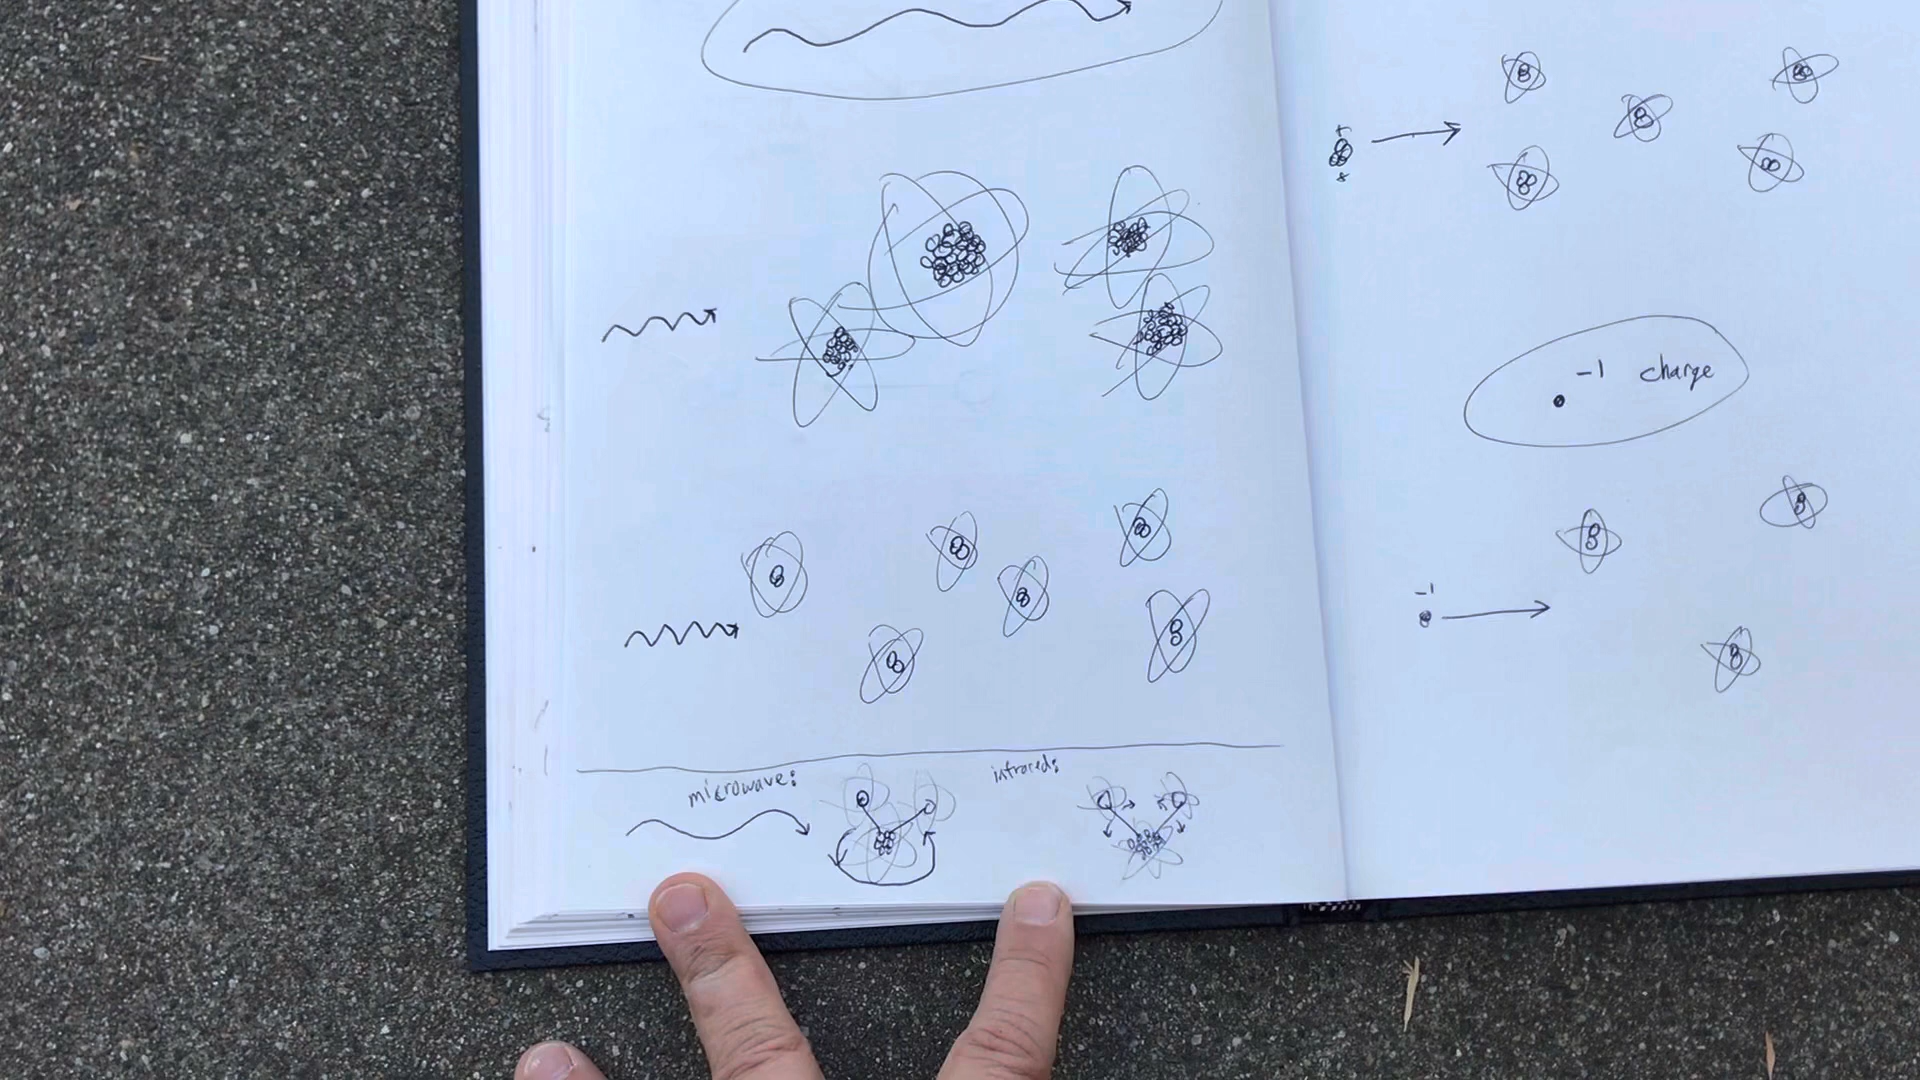 microwave:
infrared:
+
+
-1 charge
-1